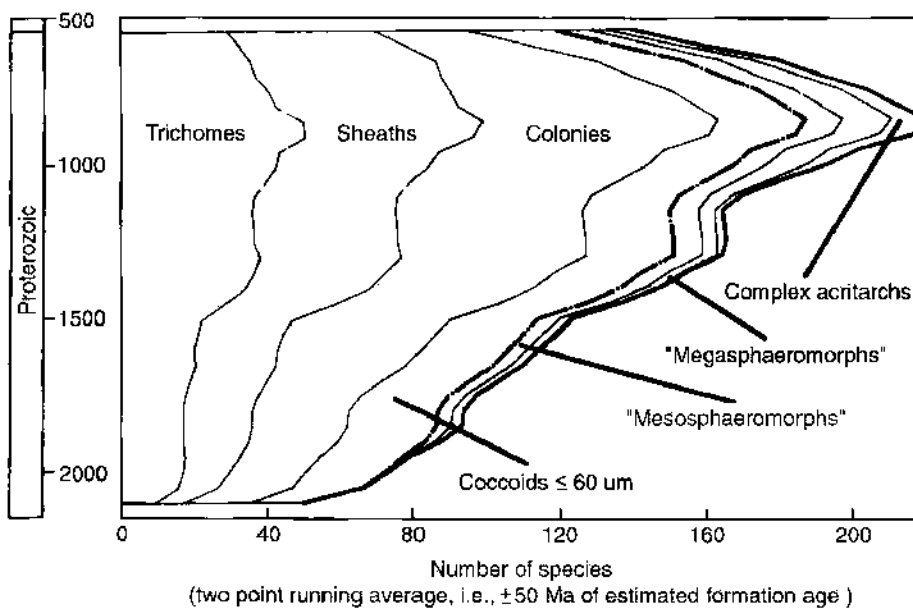 500
1000
1500
2000
Proterozoic
Trichomes
Sheaths
Colonies
Complex acritarchs
"Megasphaeromorphs"
"Mesosphaeromorphs"
Coccoids ≤ 60 um
0 40 80 120 160 200
Number of species
(two point running average, i.e., ±50 Ma of estimated formation age )